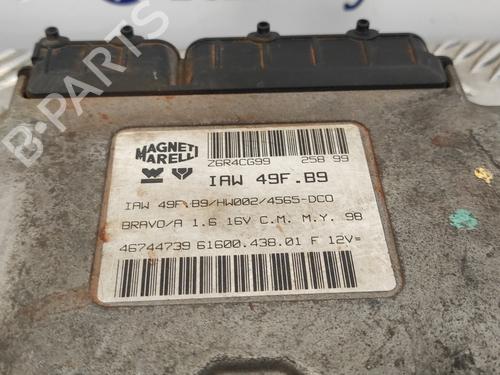 MAGNETI
MARELLI
Z6R4CG99 258 99
IAW 49F.B9
IAW 49F.B9/HW002/4565-DCO
BRAVO/A 1.6 16V C.M. M.Y. 98
46744739 61600.438.01 F 12V=
B-PARTS